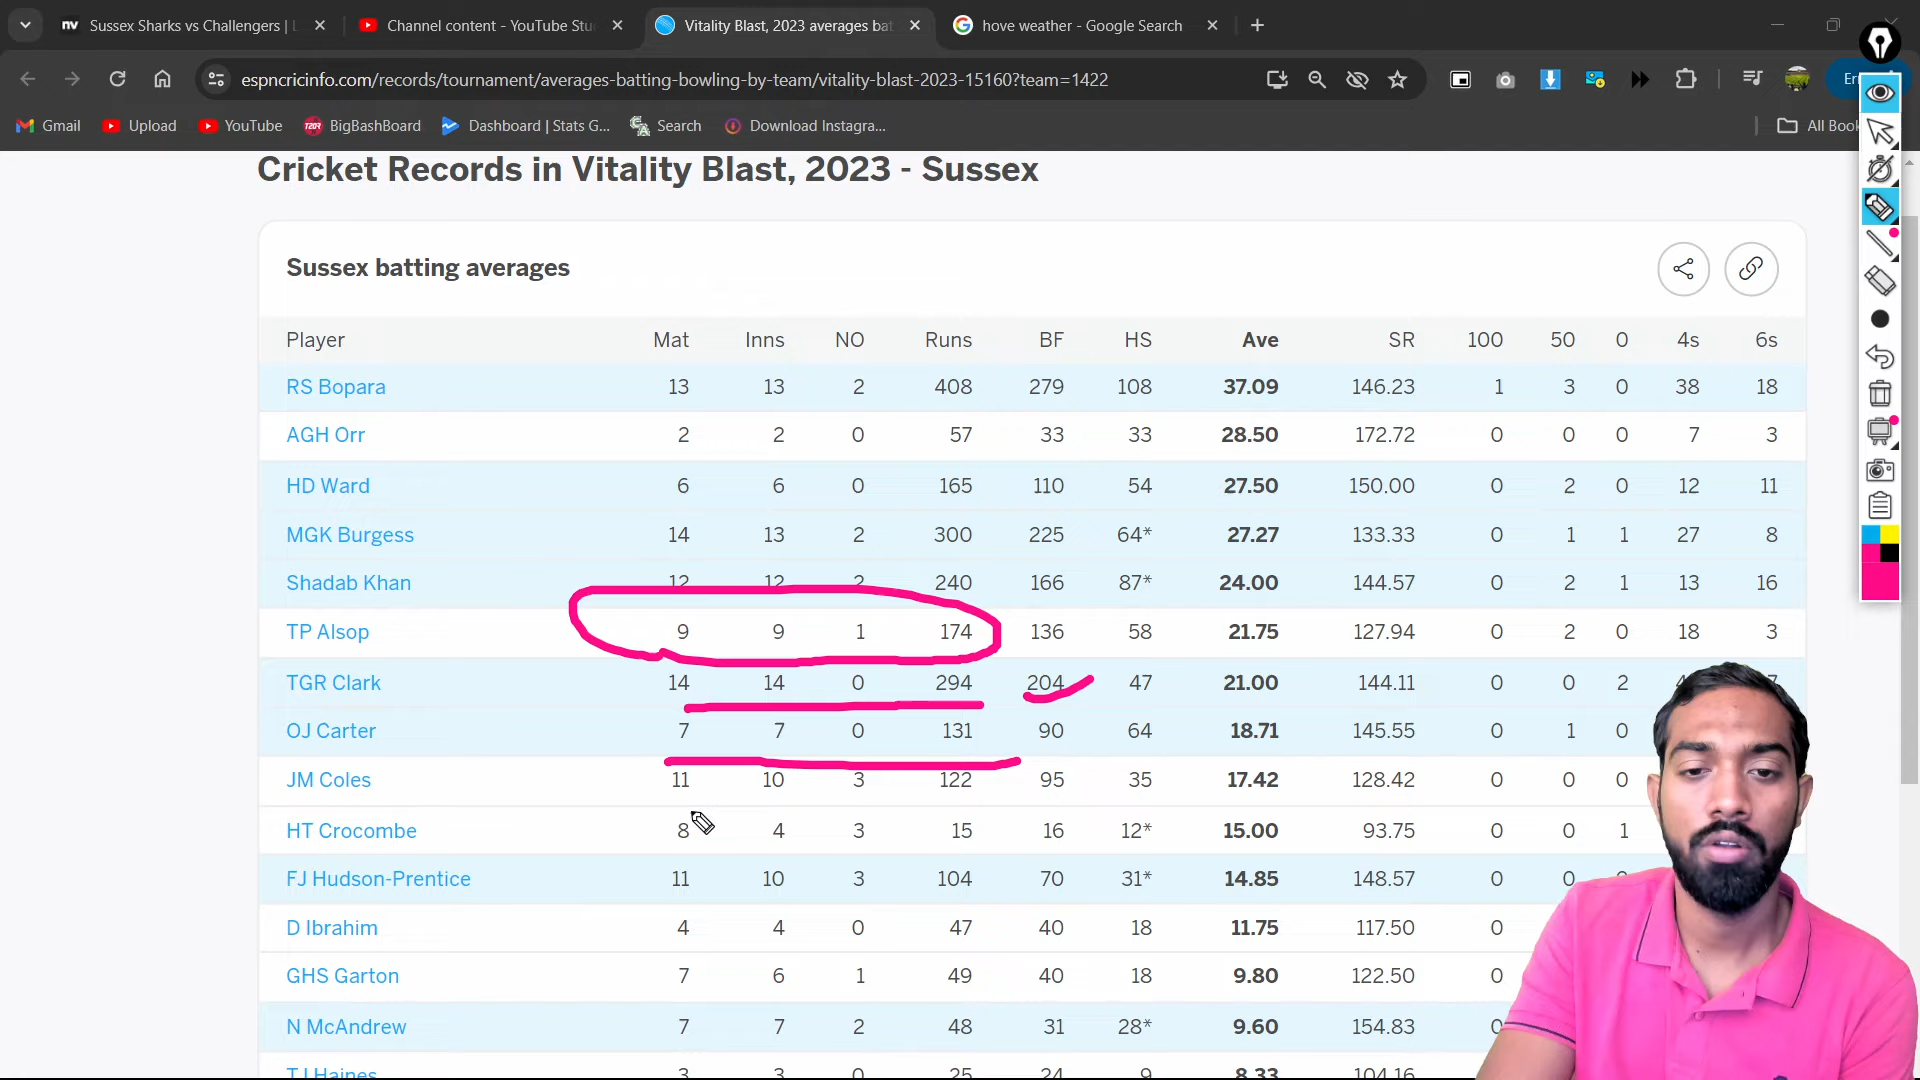 Sussex Sharks vs Challengers |
Channel content - YouTube Stu
Vitality Blast, 2023 averages bat
hove weather - Google Search
espncricinfo.com/records/tournament/averages-batting-bowling-by-team/vitality-blast-2023-15160?team=1422
Gmail Upload YouTube BigBashBoard Dashboard | Stats G... Search Download Instagra... All Book
Cricket Records in Vitality Blast, 2023 - Sussex
Sussex batting averages
Player Mat Inns NO Runs BF HS Ave SR 100 50 0 4s 6s
RS Bopara 13 13 2 408 279 108 37.09 146.23 1 3 0 38 18
AGH Orr 2 2 0 57 33 33 28.50 172.72 0 0 0 7 3
HD Ward 6 6 0 165 110 54 27.50 150.00 0 2 0 12 11
MGK Burgess 14 13 2 300 225 64* 27.27 133.33 0 1 1 27 8
Shadab Khan 12 12 2 240 166 87* 24.00 144.57 0 2 1 13 16
TP Alsop 9 9 1 174 136 58 21.75 127.94 0 2 0 18 3
TGR Clark 14 14 0 294 204 47 21.00 144.11 0 0 2
OJ Carter 7 7 0 131 90 64 18.71 145.55 0 1 0
JM Coles 11 10 3 122 95 35 17.42 128.42 0 0 0
HT Crocombe 8 4 3 15 16 12* 15.00 93.75 0 0 1
FJ Hudson-Prentice 11 10 3 104 70 31* 14.85 148.57 0 0
D Ibrahim 4 4 0 47 40 18 11.75 117.50 0
GHS Garton 7 6 1 49 40 18 9.80 122.50 0
N McAndrew 7 7 2 48 31 28* 9.60 154.83 0
TJ Haines 3 3 0 25 24 9 8.33 104.16